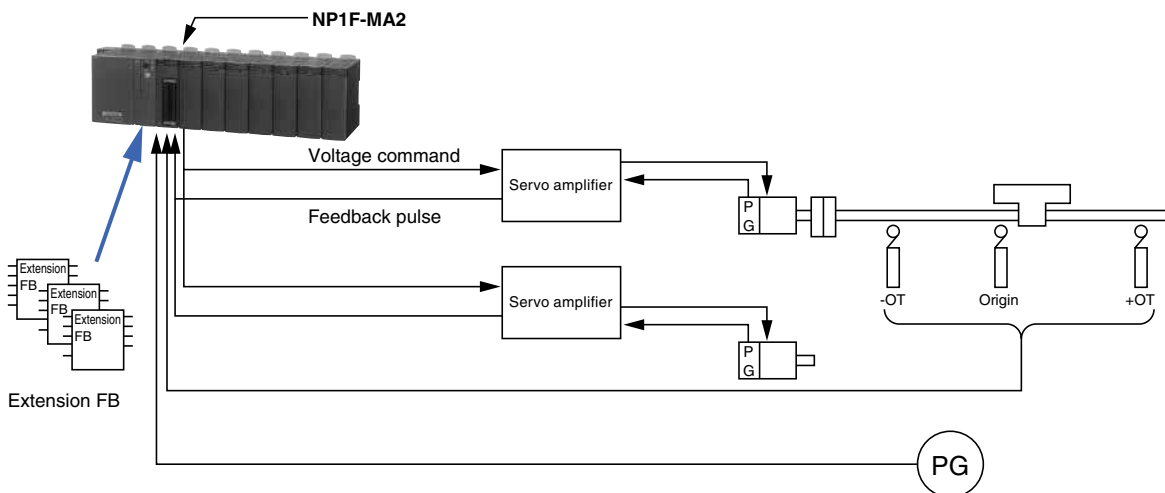 NP1F-MA2
Voltage command
Servo amplifier
Feedback pulse
P
G
Extension
FB
Extension
FB
Extension
FB
Extension FB
Servo amplifier
P
G
-OT
Origin
+OT
PG